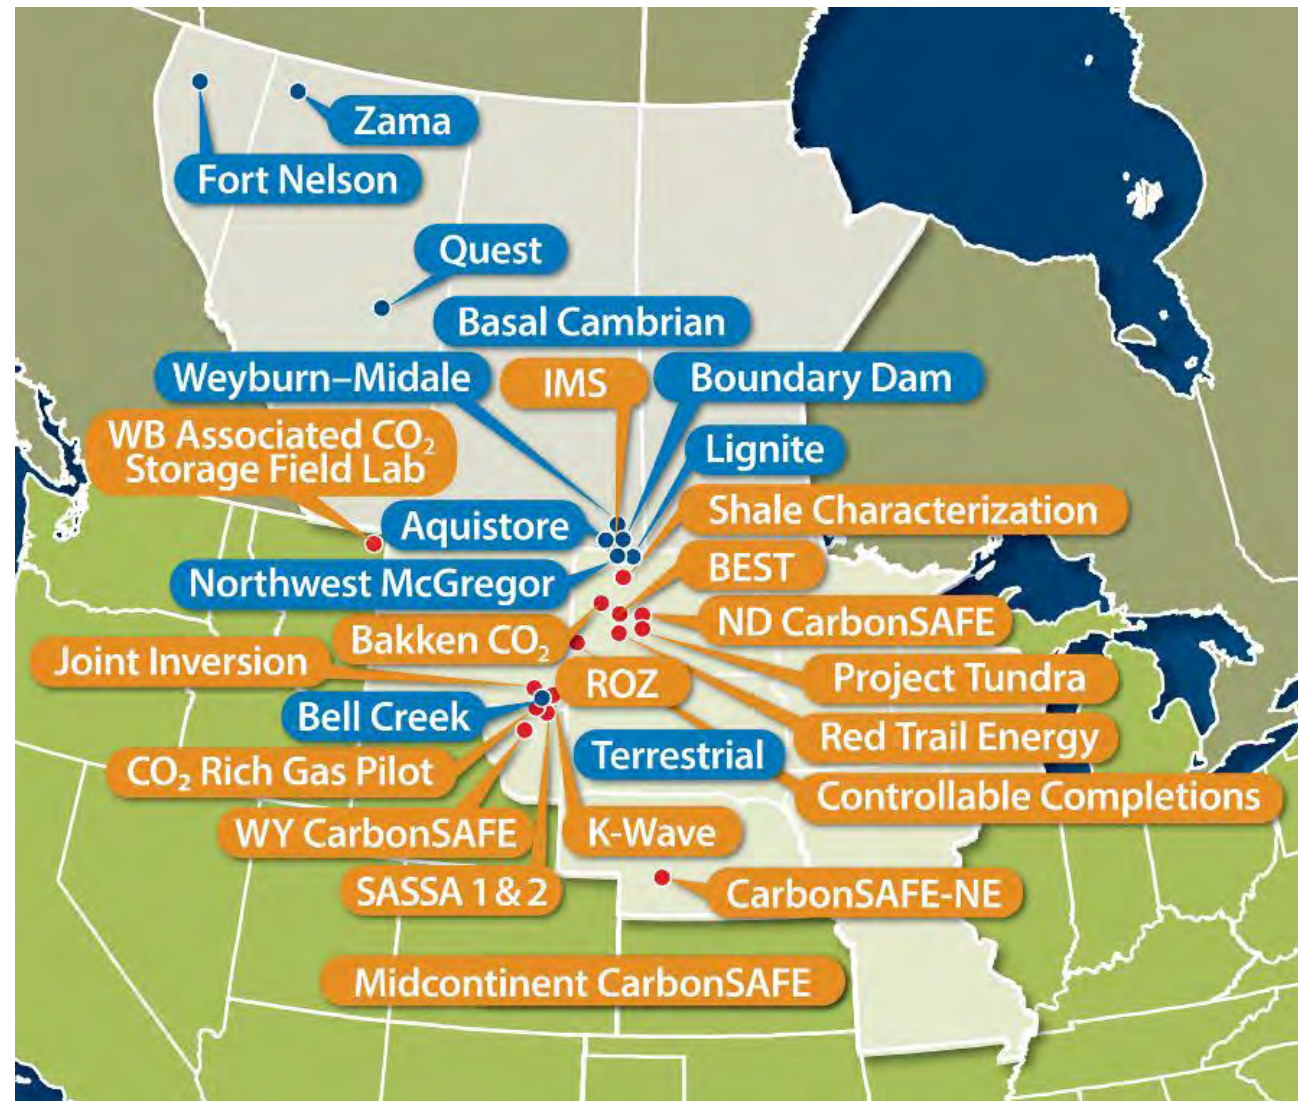 Zama
Fort Nelson
Quest
Basal Cambrian
Weyburn–Midale
IMS
Boundary Dam
WB Associated CO₂
Storage Field Lab
Lignite
Aquistore
Shale Characterization
Northwest McGregor
BEST
Bakken CO₂
ND CarbonSAFE
Joint Inversion
ROZ
Project Tundra
Bell Creek
Red Trail Energy
Terrestrial
CO₂ Rich Gas Pilot
Controllable Completions
WY CarbonSAFE
K-Wave
SASSA 1 & 2
CarbonSAFE-NE
Midcontinent CarbonSAFE